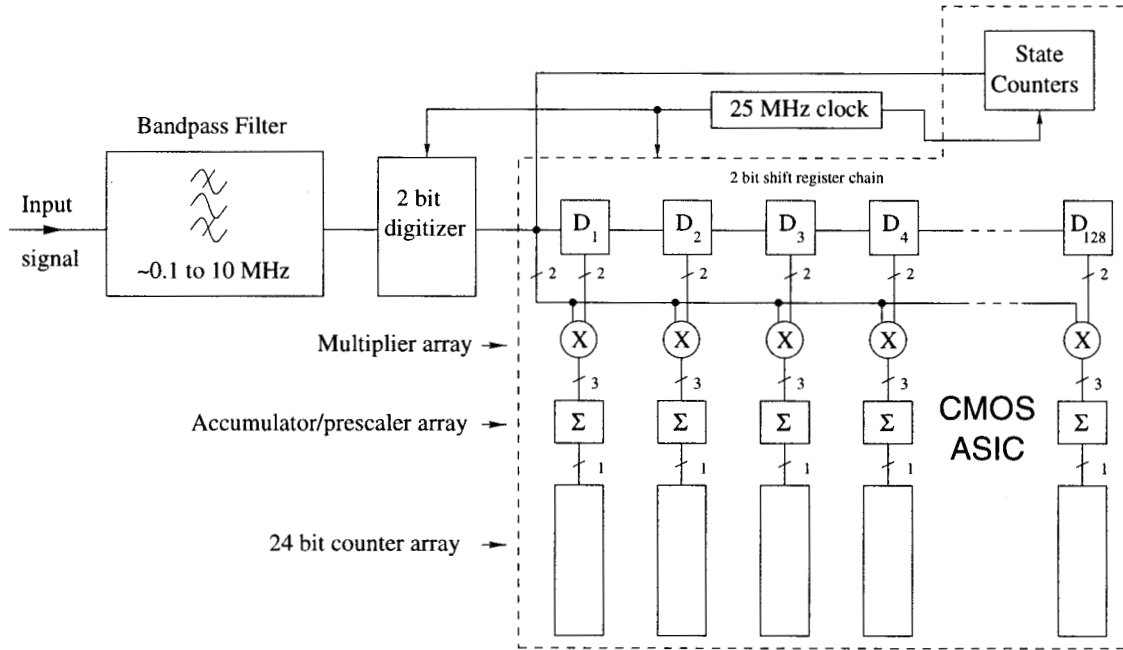 State
Counters
25 MHz clock
Bandpass Filter
2 bit shift register chain
Input
signal
~0.1 to 10 MHz
2 bit
digitizer
D1
D2
D3
D4
D128
2
2
2
2
2
2
X
X
X
X
X
Multiplier array
3
3
3
3
3
Accumulator/prescaler array
Σ
Σ
Σ
Σ
Σ
CMOS
ASIC
1
1
1
1
1
24 bit counter array